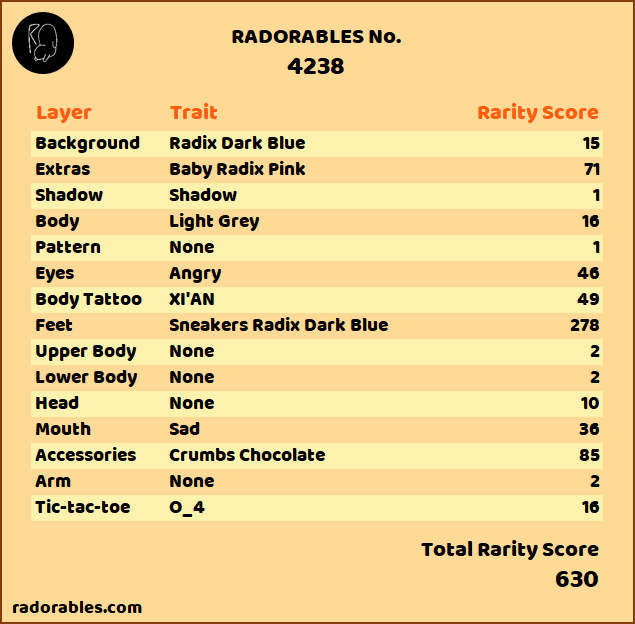 RADORABLES No.
4238
Layer Trait Rarity Score
Background Radix Dark Blue 15
Extras Baby Radix Pink 71
Shadow Shadow 1
Body Light Grey 16
Pattern None 1
Eyes Angry 46
Body Tattoo XI'AN 49
Feet Sneakers Radix Dark Blue 278
Upper Body None 2
Lower Body None 2
Head None 10
Mouth Sad 36
Accessories Crumbs Chocolate 85
Arm None 2
Tic-tac-toe O_4 16
Total Rarity Score
630
radorables.com